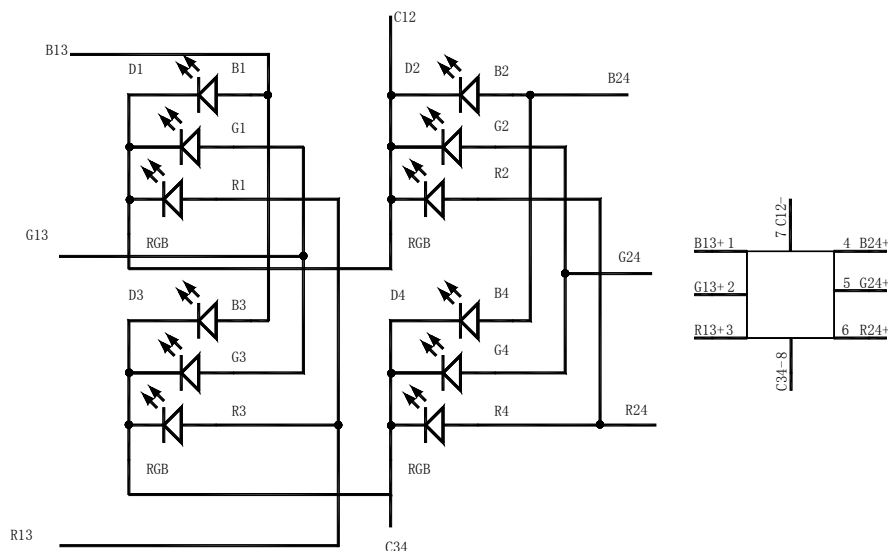 C12
B13
D1
B1
D2
B2
B24
G1
G2
R1
R2
G13
RGB
RGB
G24
D3
B3
D4
B4
G3
G4
R3
R4
R24
RGB
RGB
R13
C34
7 C12-
B13+ 1
4 B24+
G13+ 2
5 G24+
R13+3
6 R24+
C34-8